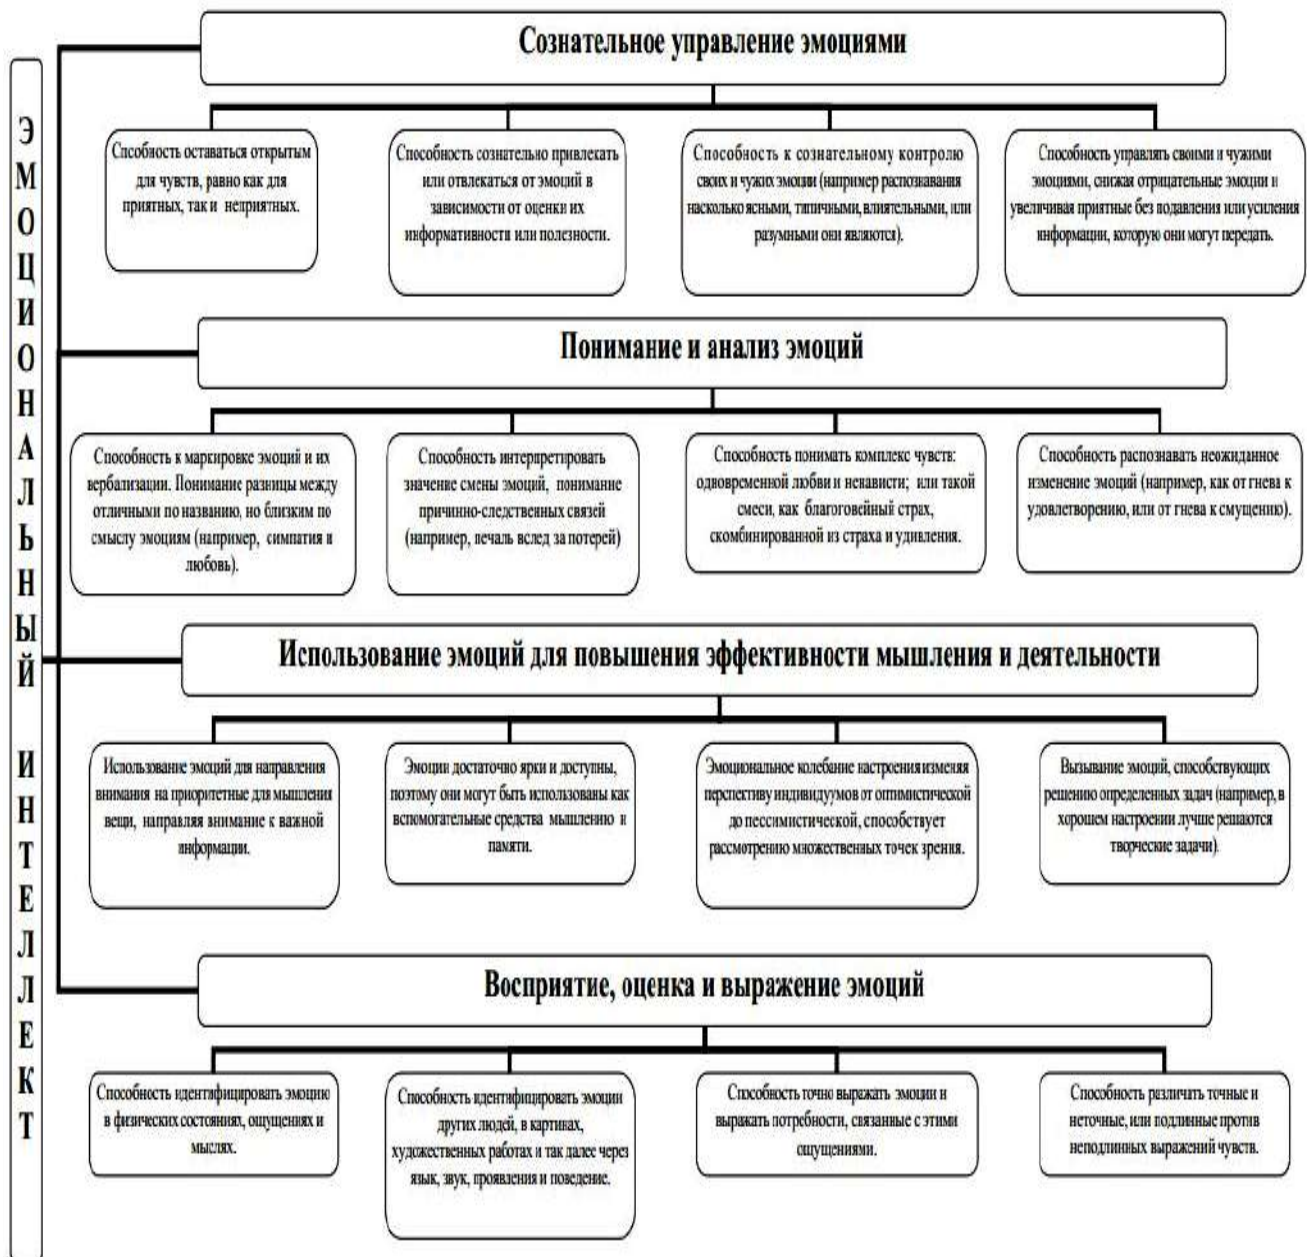 ЭМОЦИОНАЛЬНЫЙ ИНТЕЛЛЕКТ
Сознательное управление эмоциями
Спсобность оставаться открытым
для чувств, равно как для
приятных, так и неприятных.
Способность сознательно привлекать
или отвлекаться от эмоций в
зависимости от оценки их
информативности или полезности.
Способность к сознательному контролю
своих и чужих эмоции (например распознавания
насколько ясными, типичными, влиятельными, или
разумными они являются).
Способность управлять своими и чужими
эмоциями, снижая отрицательные эмоции и
увеличивая приятные без подавления или усиления
информации, которую они могут передать.
Понимание и анализ эмоций
Способность к маркировке эмоций и их
вербализации. Понимание разницы между
отличными по названию, но близким по
смыслу эмоциям (например, симпатия и
любовь).
Способность интерпретировать
значение смены эмоций, понимание
причинно-следственных связей
(например, печаль вслед за потерей)
Способность понимать комплекс чувств:
одновременной любви и ненависти; или такой
смеси, как благоговейный страх,
скомбинированной из страха и удивления.
Способность распознавать неожиданное
изменение эмоций (например, как от гнева к
удовлетворению, или от гнева к смущению).
Использование эмоций для повышения эффективности мышления и деятельности
Использование эмоций для направления
внимания на приоритетные для мышления
вещи, направляя внимание к важной
информации.
Эмоции достаточно ярки и доступны,
поэтому они могут быть использованы как
вспомогательные средства мышлению и
памяти.
Эмоциональное колебание настроения изменяя
перспективу индивидуумов от оптимистической
до пессимистической, способствует
рассмотрению множественных точек зрения.
Вызывание эмоций, способствующих
решению определенных задач (например, в
хорошем настроении лучше решаются
творческие задачи)
Восприятие, оценка и выражение эмоций
Способность идентифицировать эмоцию
в физических состояниях, ощущениях и
мыслях.
Способность идентифицировать эмоции
других людей, в картинах,
художественных работах и так далее через
язык, звук, проявления и поведение.
Способность точно выражать эмоции и
выражать потребности, связанные с этими
ощущениями.
Способность различать точные и
неточные, или подлинные против
неподлинных выражений чувств.